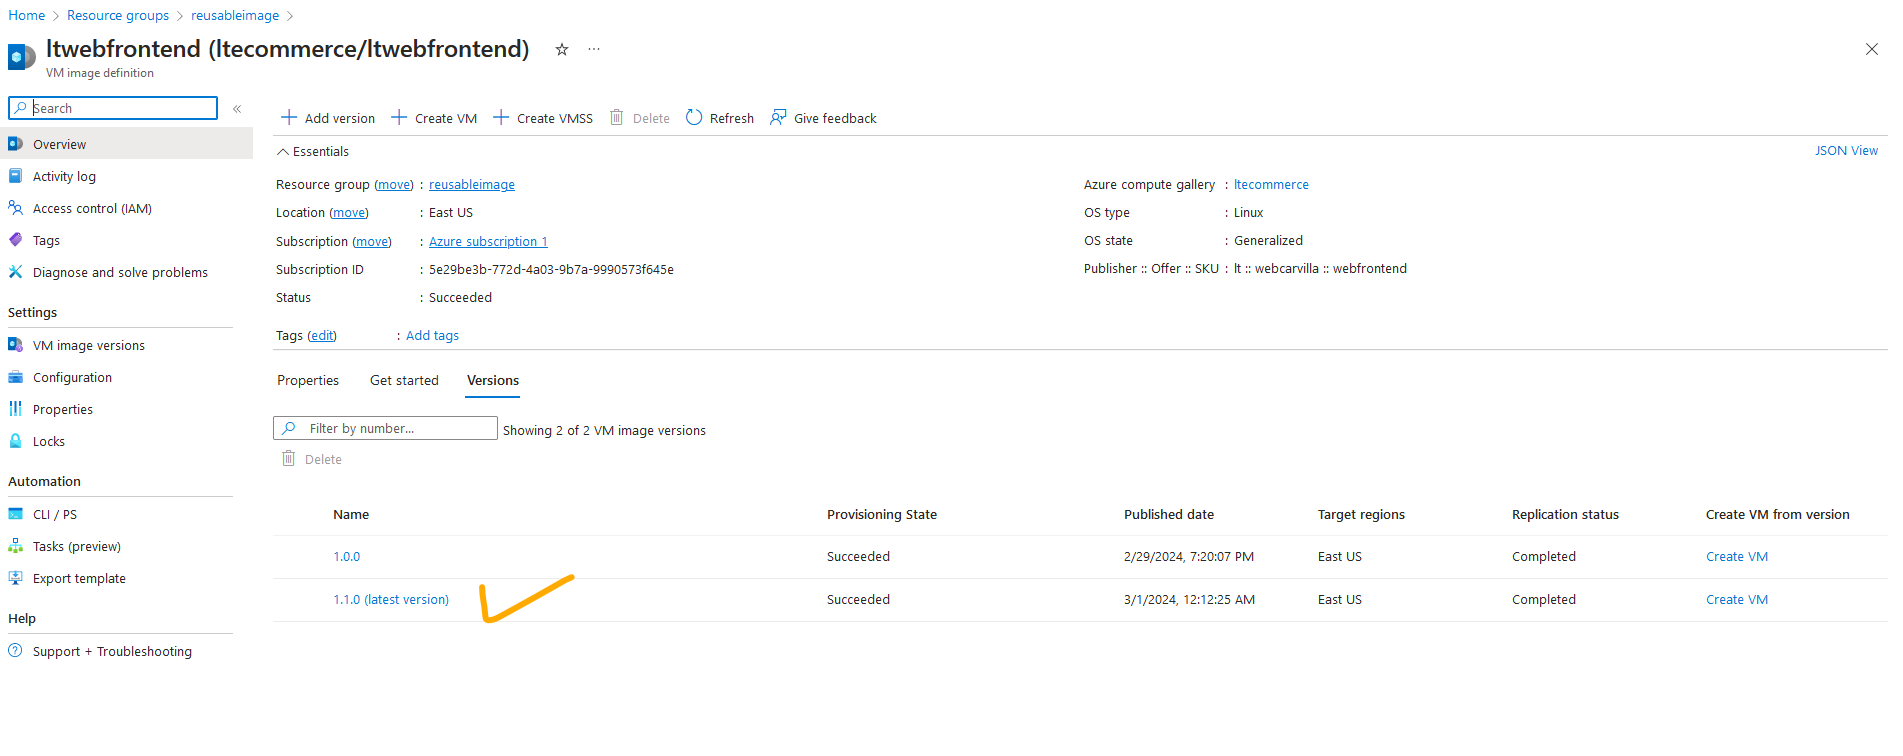 Home > Resource groups > reusableimage >
ltwebfrontend (ltecommerce/ltwebfrontend) ☆ ...
VM image definition
Search «
Overview
Activity log
Access control (IAM)
Tags
Diagnose and solve problems
Settings
VM image versions
Configuration
Properties
Locks
Automation
CLI / PS
Tasks (preview)
Export template
Help
Support + Troubleshooting
Add version Create VM Create VMSS Delete Refresh Give feedback
Essentials JSON View
Resource group (move) : reusableimage
Location (move) : East US
Subscription (move) : Azure subscription 1
Subscription ID : 5e29be3b-772d-4a03-9b7a-9990573f645e
Status : Succeeded
Azure compute gallery : ltecommerce
OS type : Linux
OS state : Generalized
Publisher :: Offer :: SKU : lt :: webcarvilla :: webfrontend
Tags (edit) : Add tags
Properties Get started Versions
Filter by number... Showing 2 of 2 VM image versions
Delete
Name Provisioning State Published date Target regions Replication status Create VM from version
1.0.0 Succeeded 2/29/2024, 7:20:07 PM East US Completed Create VM
1.1.0 (latest version) Succeeded 3/1/2024, 12:12:25 AM East US Completed Create VM